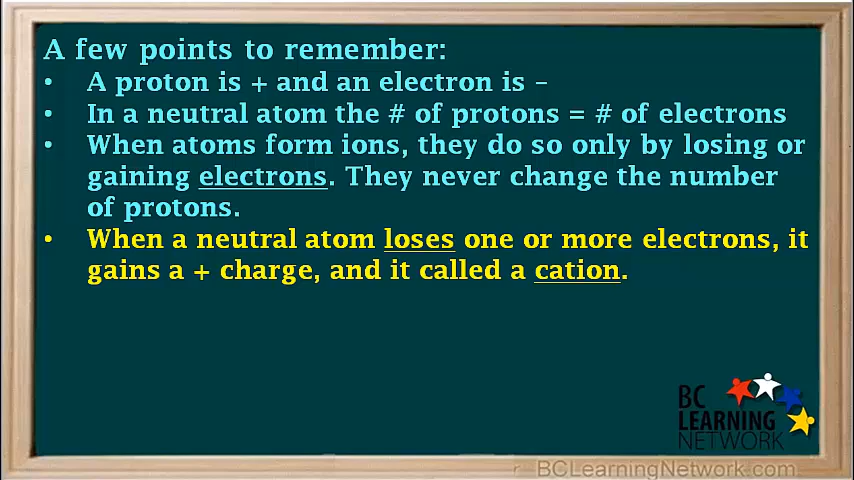 A few points to remember:
• A proton is + and an electron is –
• In a neutral atom the # of protons = # of electrons
• When atoms form ions, they do so only by losing or
gaining electrons. They never change the number
of protons.
• When a neutral atom loses one or more electrons, it
gains a + charge, and it called a cation.
BC
LEARNING
NETWORK
BCLearningNetwork.com